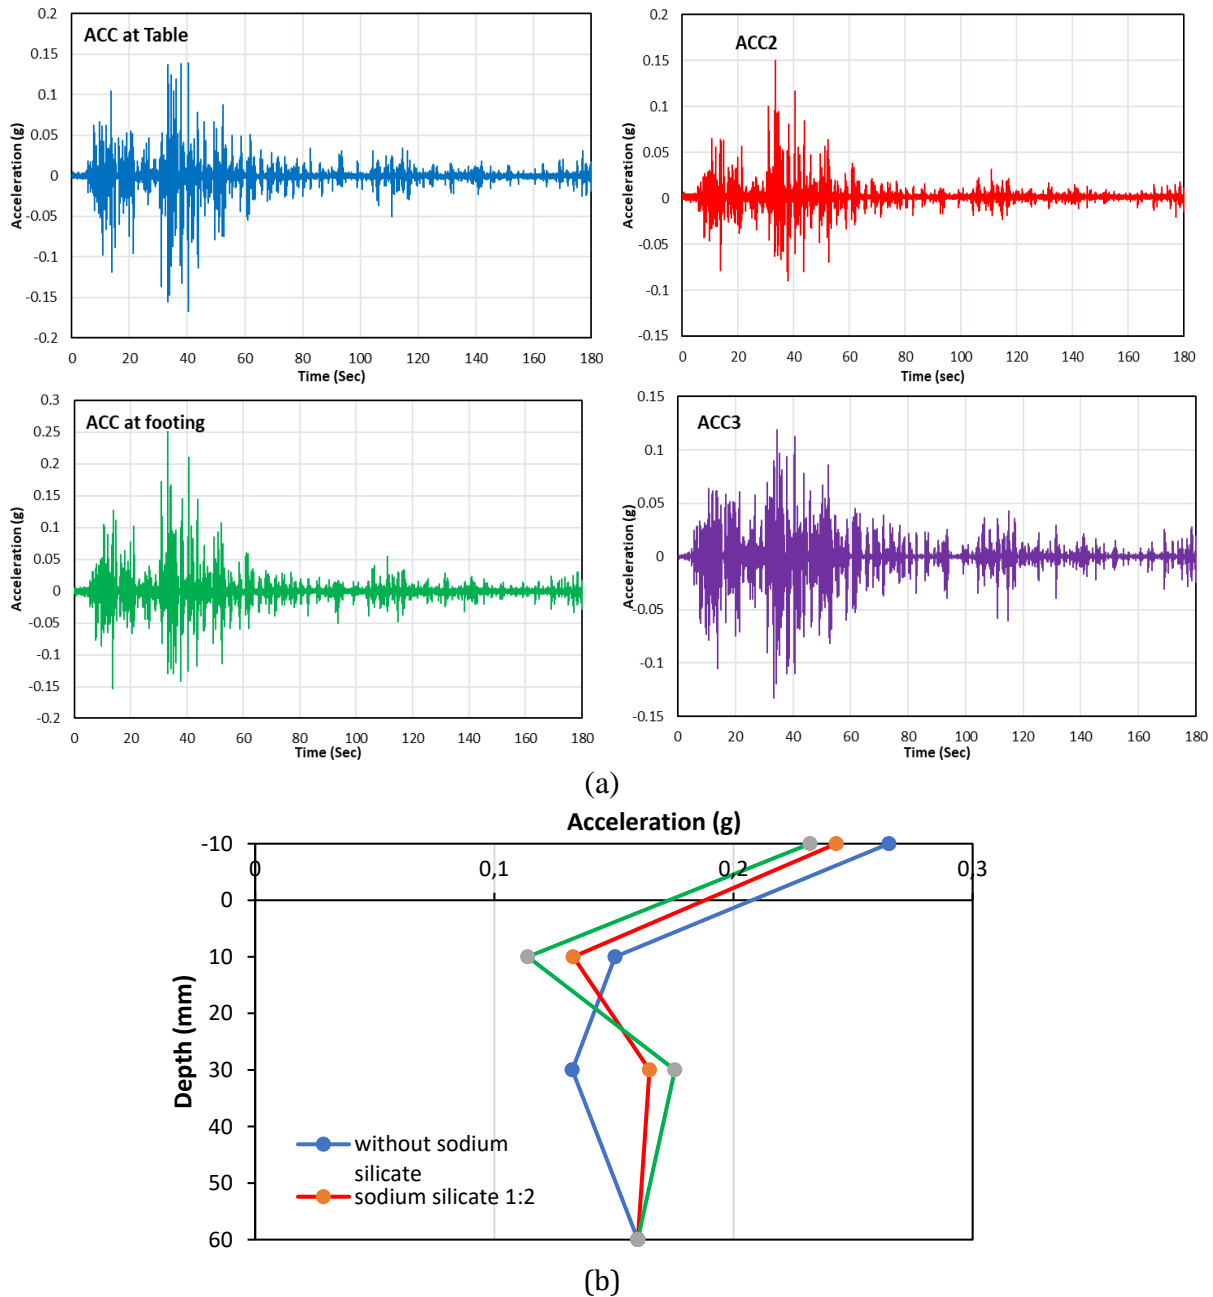 ACC at Table
Acceleration (g)
0.2
0.15
0.1
0.05
0
-0.05
-0.1
-0.15
-0.2
0 20 40 60 80 100 120 140 160 180
Time (Sec)
ACC2
Acceleration (g)
0.2
0.15
0.1
0.05
0
-0.05
-0.1
-0.15
0 20 40 60 80 100 120 140 160 180
Time (sec)
ACC at footing
Acceleration (g)
0.3
0.25
0.2
0.15
0.1
0.05
0
-0.05
-0.1
-0.15
-0.2
0 20 40 60 80 100 120 140 160 180
Time (Sec)
ACC3
Acceleration (g)
0.15
0.1
0.05
0
-0.05
-0.1
-0.15
0 20 40 60 80 100 120 140 160 180
Time (Sec)
(a)
Acceleration (g)
0 0,1 0,2 0,3
Depth (mm)
-10
0
10
20
30
40
50
60
without sodium
silicate
sodium silicate 1:2
(b)